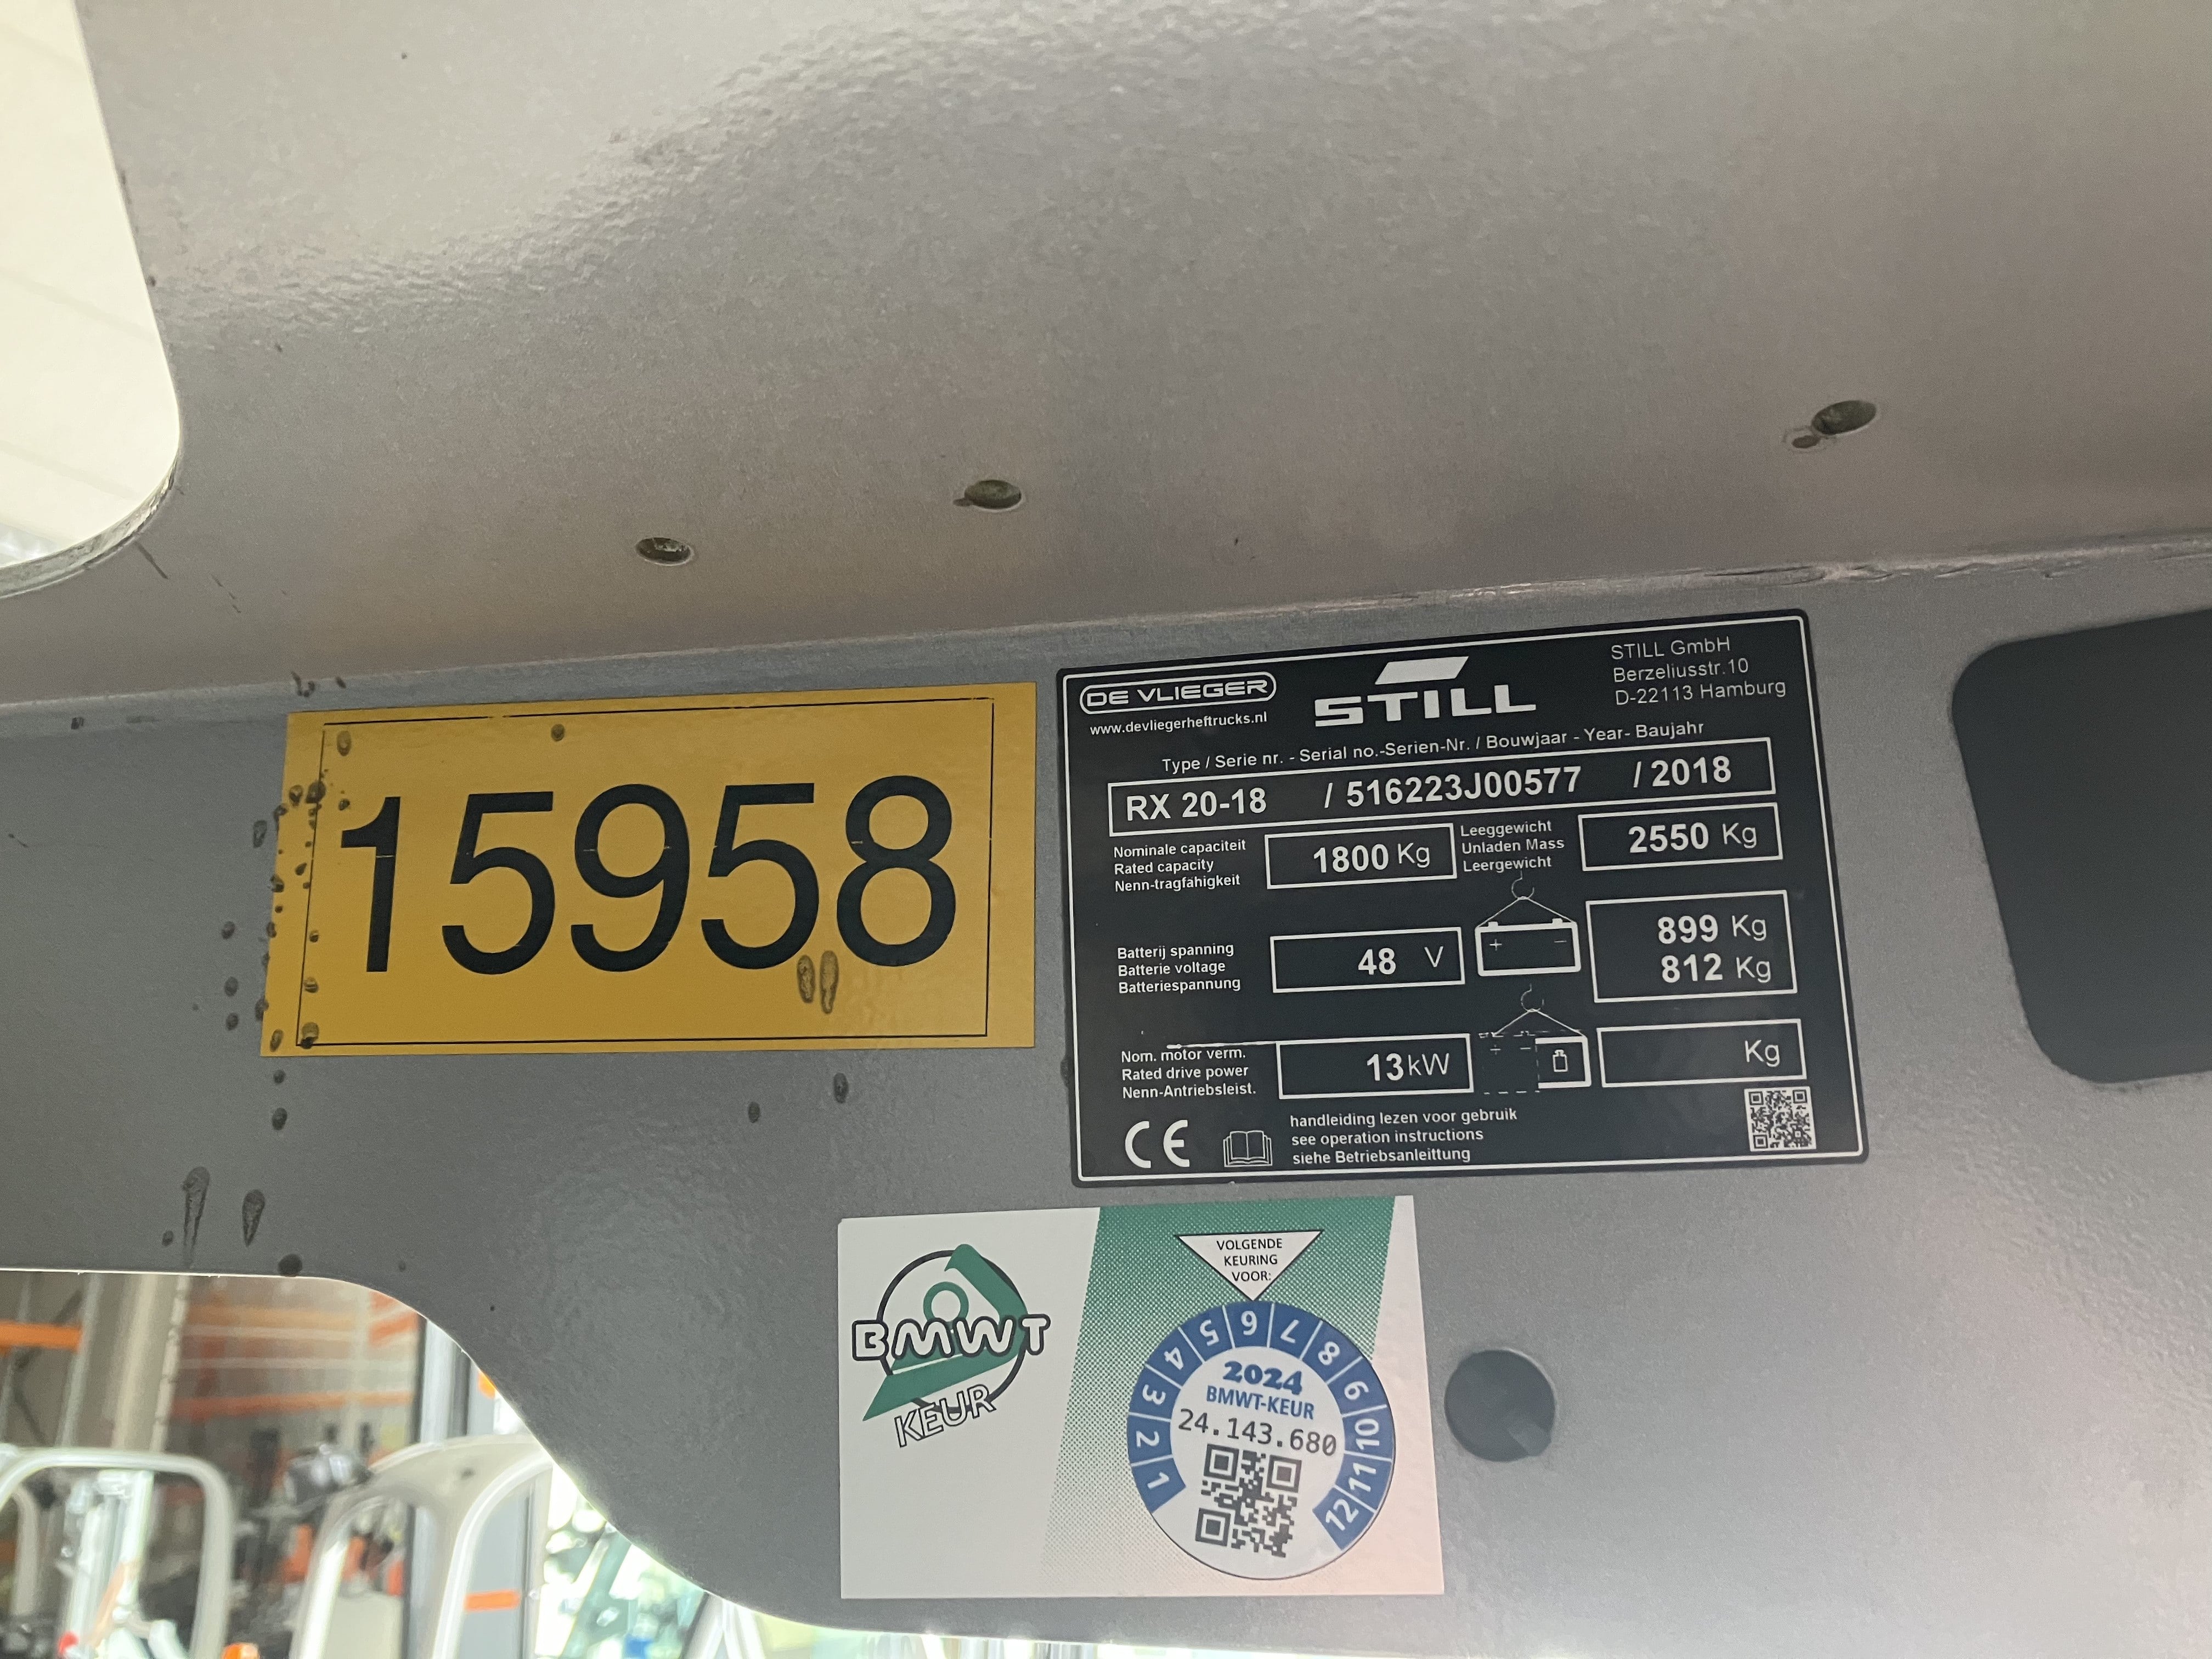 15958
DE VLIEGER
www.devliegerheftrucks.nl
STILL
STILL GmbH
Berzeliusstr.10
D-22113 Hamburg
Type / Serie nr. - Serial no.-Serien-Nr. / Bouwjaar - Year- Baujahr
RX 20-18 / 516223J00577 / 2018
Nominale capaciteit
Rated capacity
Nenn-tragfähigkeit
1800 Kg
Leeggewicht
Unladen Mass
Leergewicht
2550 Kg
Batterij spanning
Batterie voltage
Batteriespannung
48 V
+ -
899 Kg
812 Kg
Nom. motor verm.
Rated drive power
Nenn-Antriebsleist.
13kW
+ -
Kg
CE
handleiding lezen voor gebruik
see operation instructions
siehe Betriebsanleittung
BMWT
KEUR
VOLGENDE
KEURING
VOOR:
1 2 3 4 5 6 7 8 9 10 11 12
2024
BMWT-KEUR
24.143.680